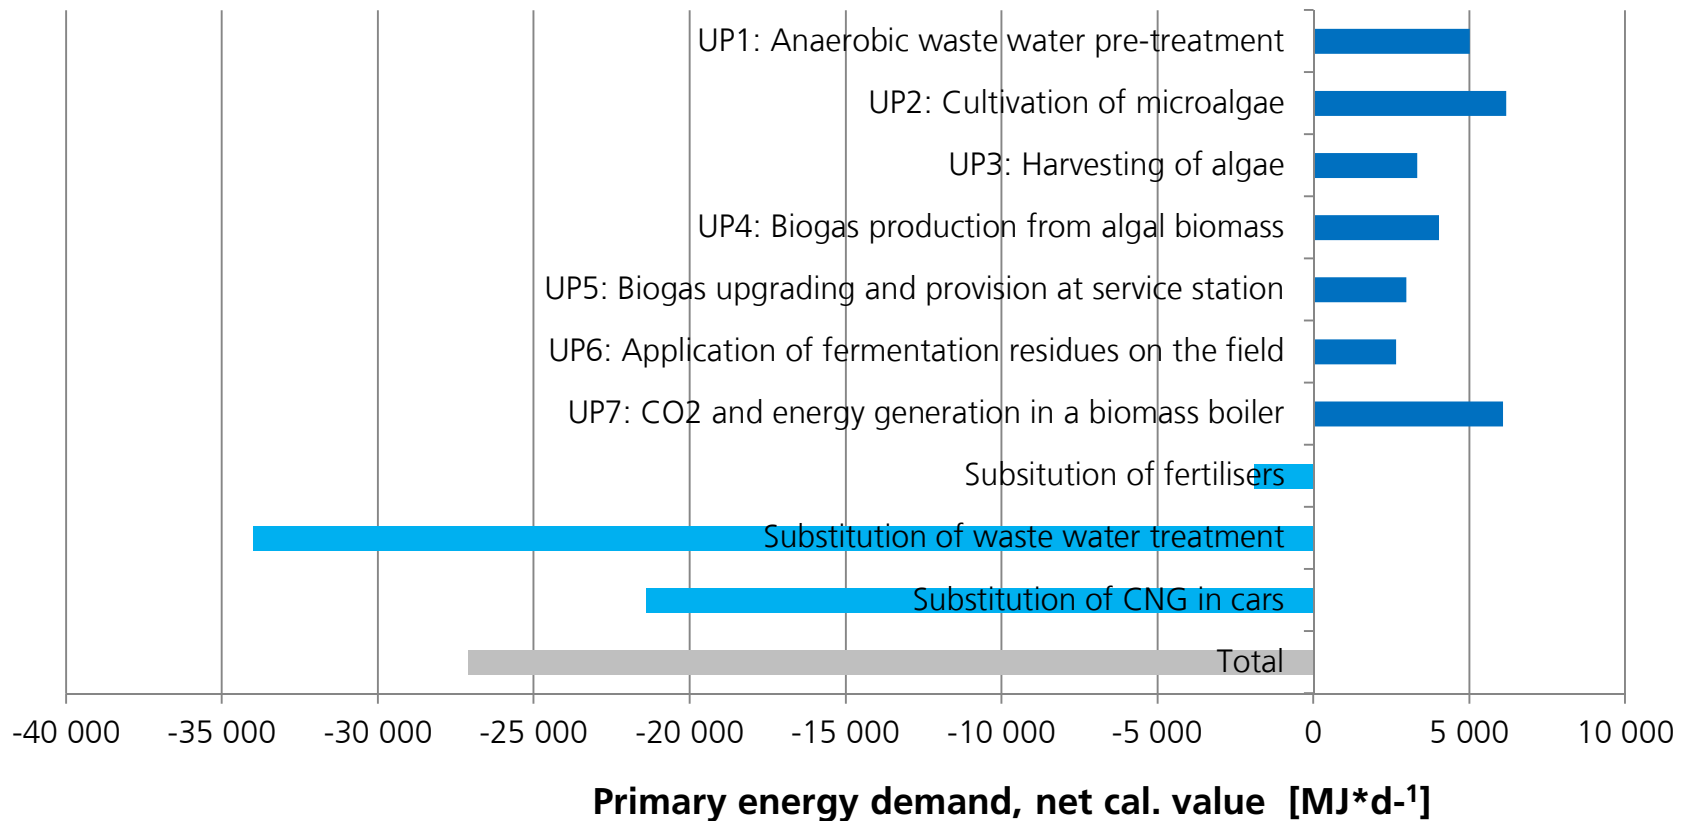 UP1: Anaerobic waste water pre-treatment
UP2: Cultivation of microalgae
UP3: Harvesting of algae
UP4: Biogas production from algal biomass
UP5: Biogas upgrading and provision at service station
UP6: Application of fermentation residues on the field
UP7: CO2 and energy generation in a biomass boiler
Subsitution of fertilisers
Substitution of waste water treatment
Substitution of CNG in cars
Total
-40 000 -35 000 -30 000 -25 000 -20 000 -15 000 -10 000 -5 000 0 5 000 10 000
Primary energy demand, net cal. value [MJ*d-¹]